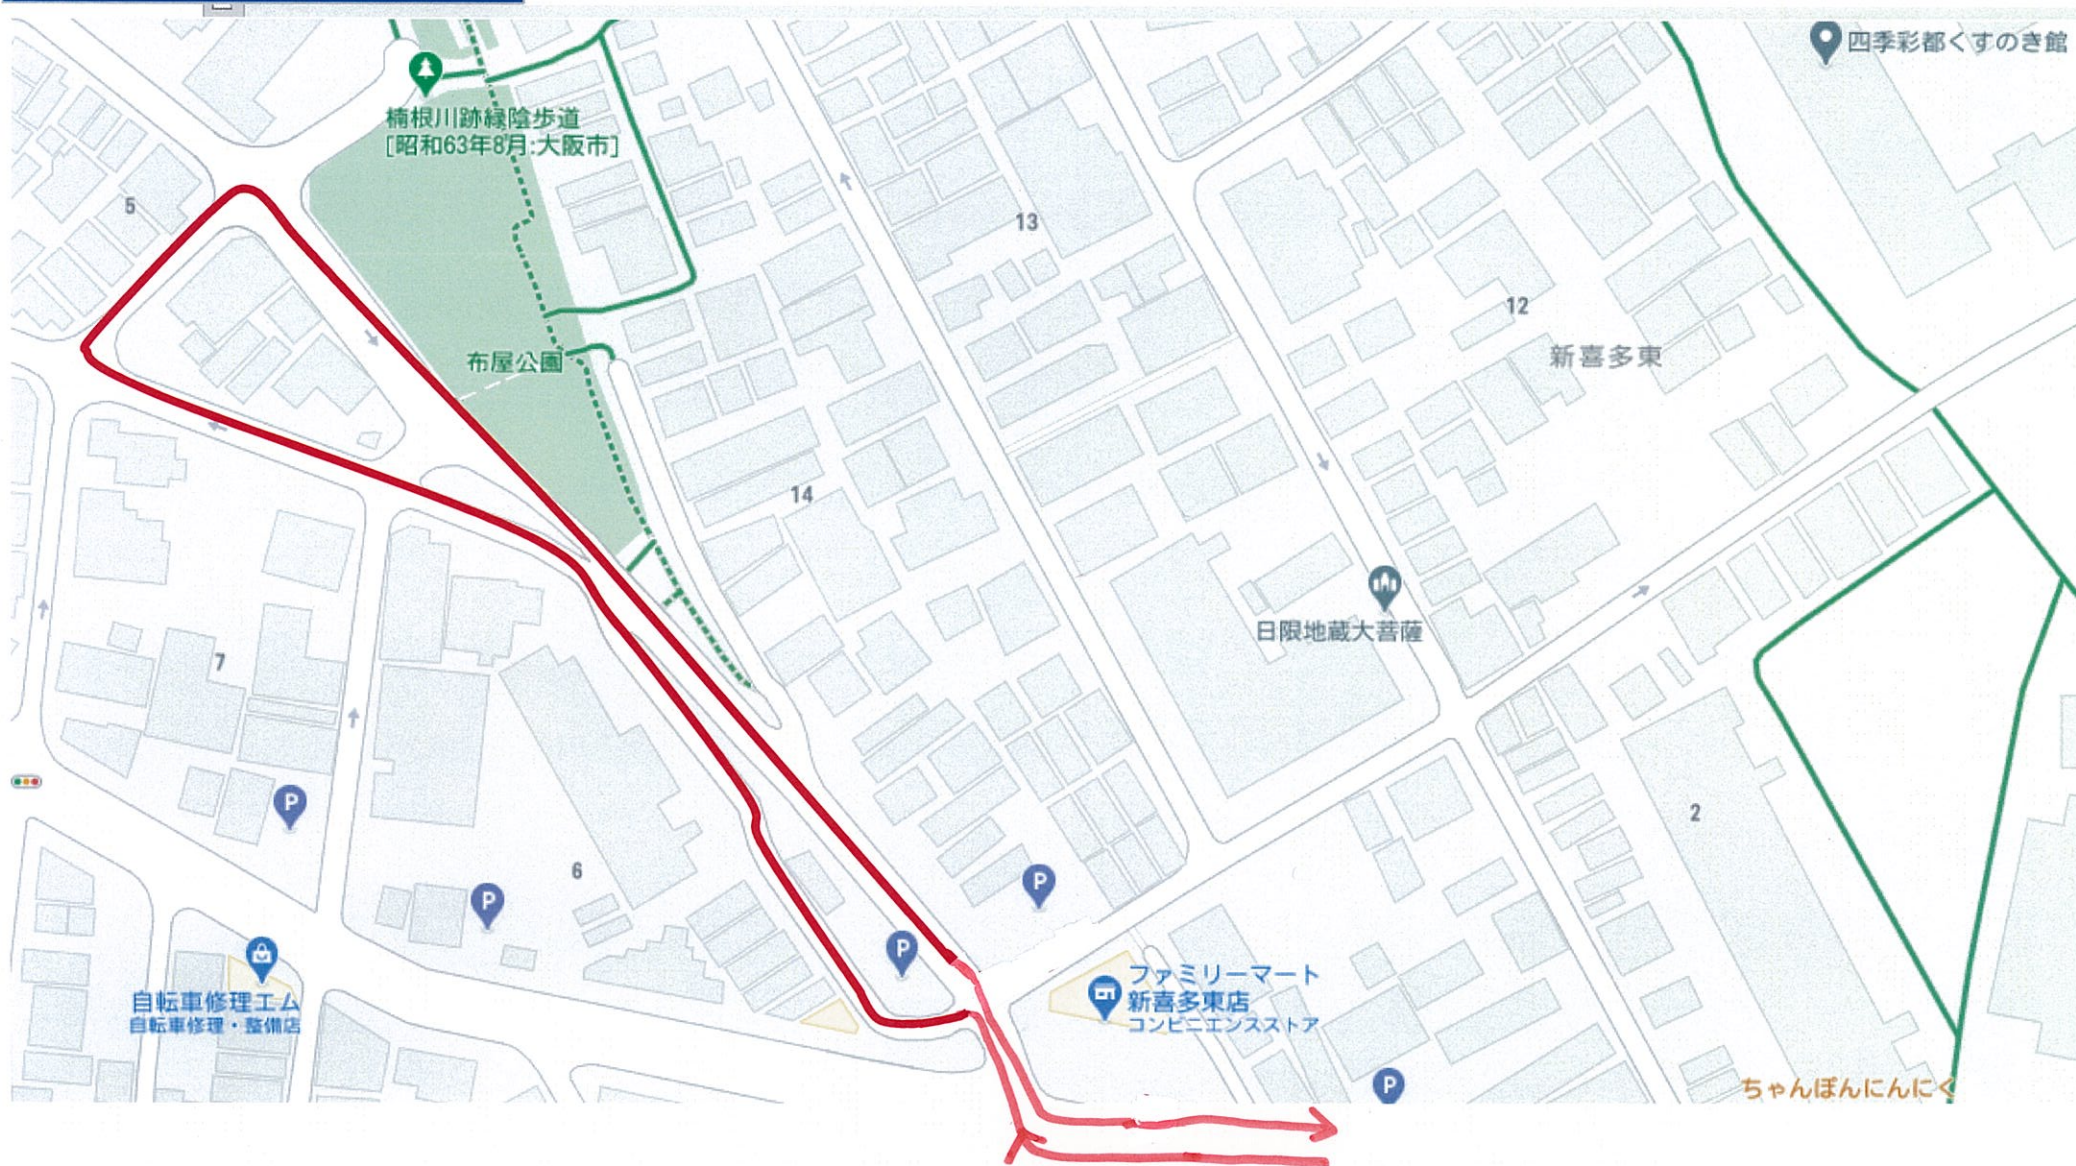 四季彩都くすのき館
楠根川跡緑陰歩道
[昭和63年8月:大阪市]
5
13
12
新喜多東
布屋公園
14
日限地蔵大菩薩
7
2
P
P
6
P
P
ファミリーマート
新喜多東店
コンビニエンスストア
自転車修理エム
自転車修理・整備店
P
ちゃんぽんにんにく